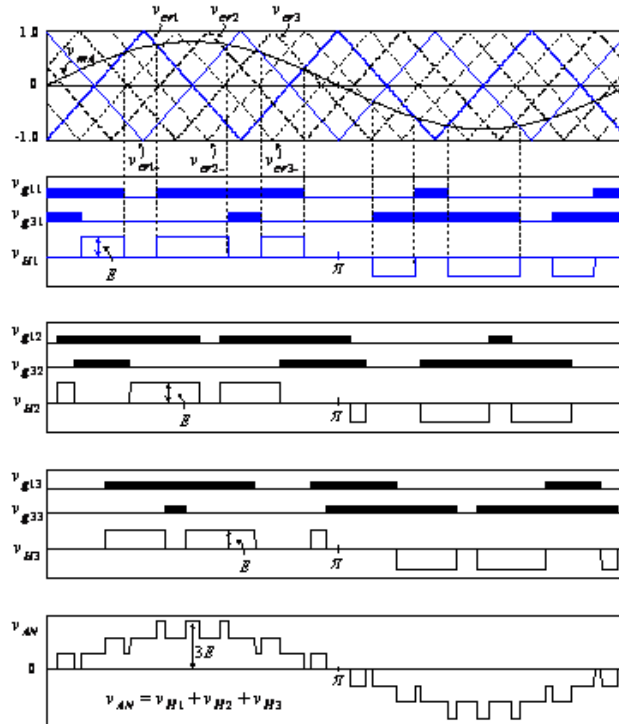 v_cr1 v_cr2 v_cr3
1.0
v_mA
0
-1.0
v_cr1- v_cr2- v_cr3-
v_g11
v_g31
v_H1
E
π
v_g12
v_g32
v_H2
E
π
v_g13
v_g33
v_H3
E
π
v_AN
3E
0
π
v_AN = v_H1 + v_H2 + v_H3